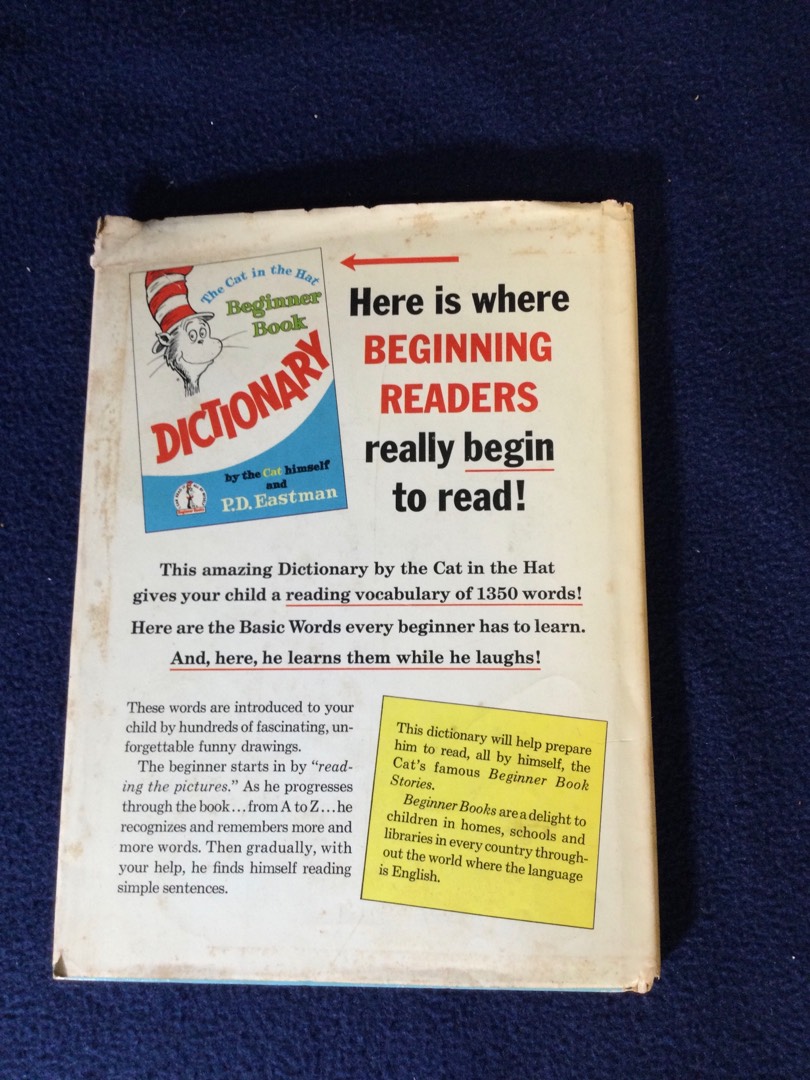 The Cat in the Hat
Beginner
Book
DICTIONARY
by the Cat himself
and
P.D. Eastman
Here is where
BEGINNING
READERS
really begin
to read!
This amazing Dictionary by the Cat in the Hat
gives your child a reading vocabulary of 1350 words!
Here are the Basic Words every beginner has to learn.
And, here, he learns them while he laughs!
These words are introduced to your
child by hundreds of fascinating, un-
forgettable funny drawings.
The beginner starts in by “read-
ing the pictures.” As he progresses
through the book...from A to Z...he
recognizes and remembers more and
more words. Then gradually, with
your help, he finds himself reading
simple sentences.
This dictionary will help prepare
him to read, all by himself, the
Cat's famous Beginner Book
Stories.
Beginner Books are a delight to
children in homes, schools and
libraries in every country through-
out the world where the language
is English.